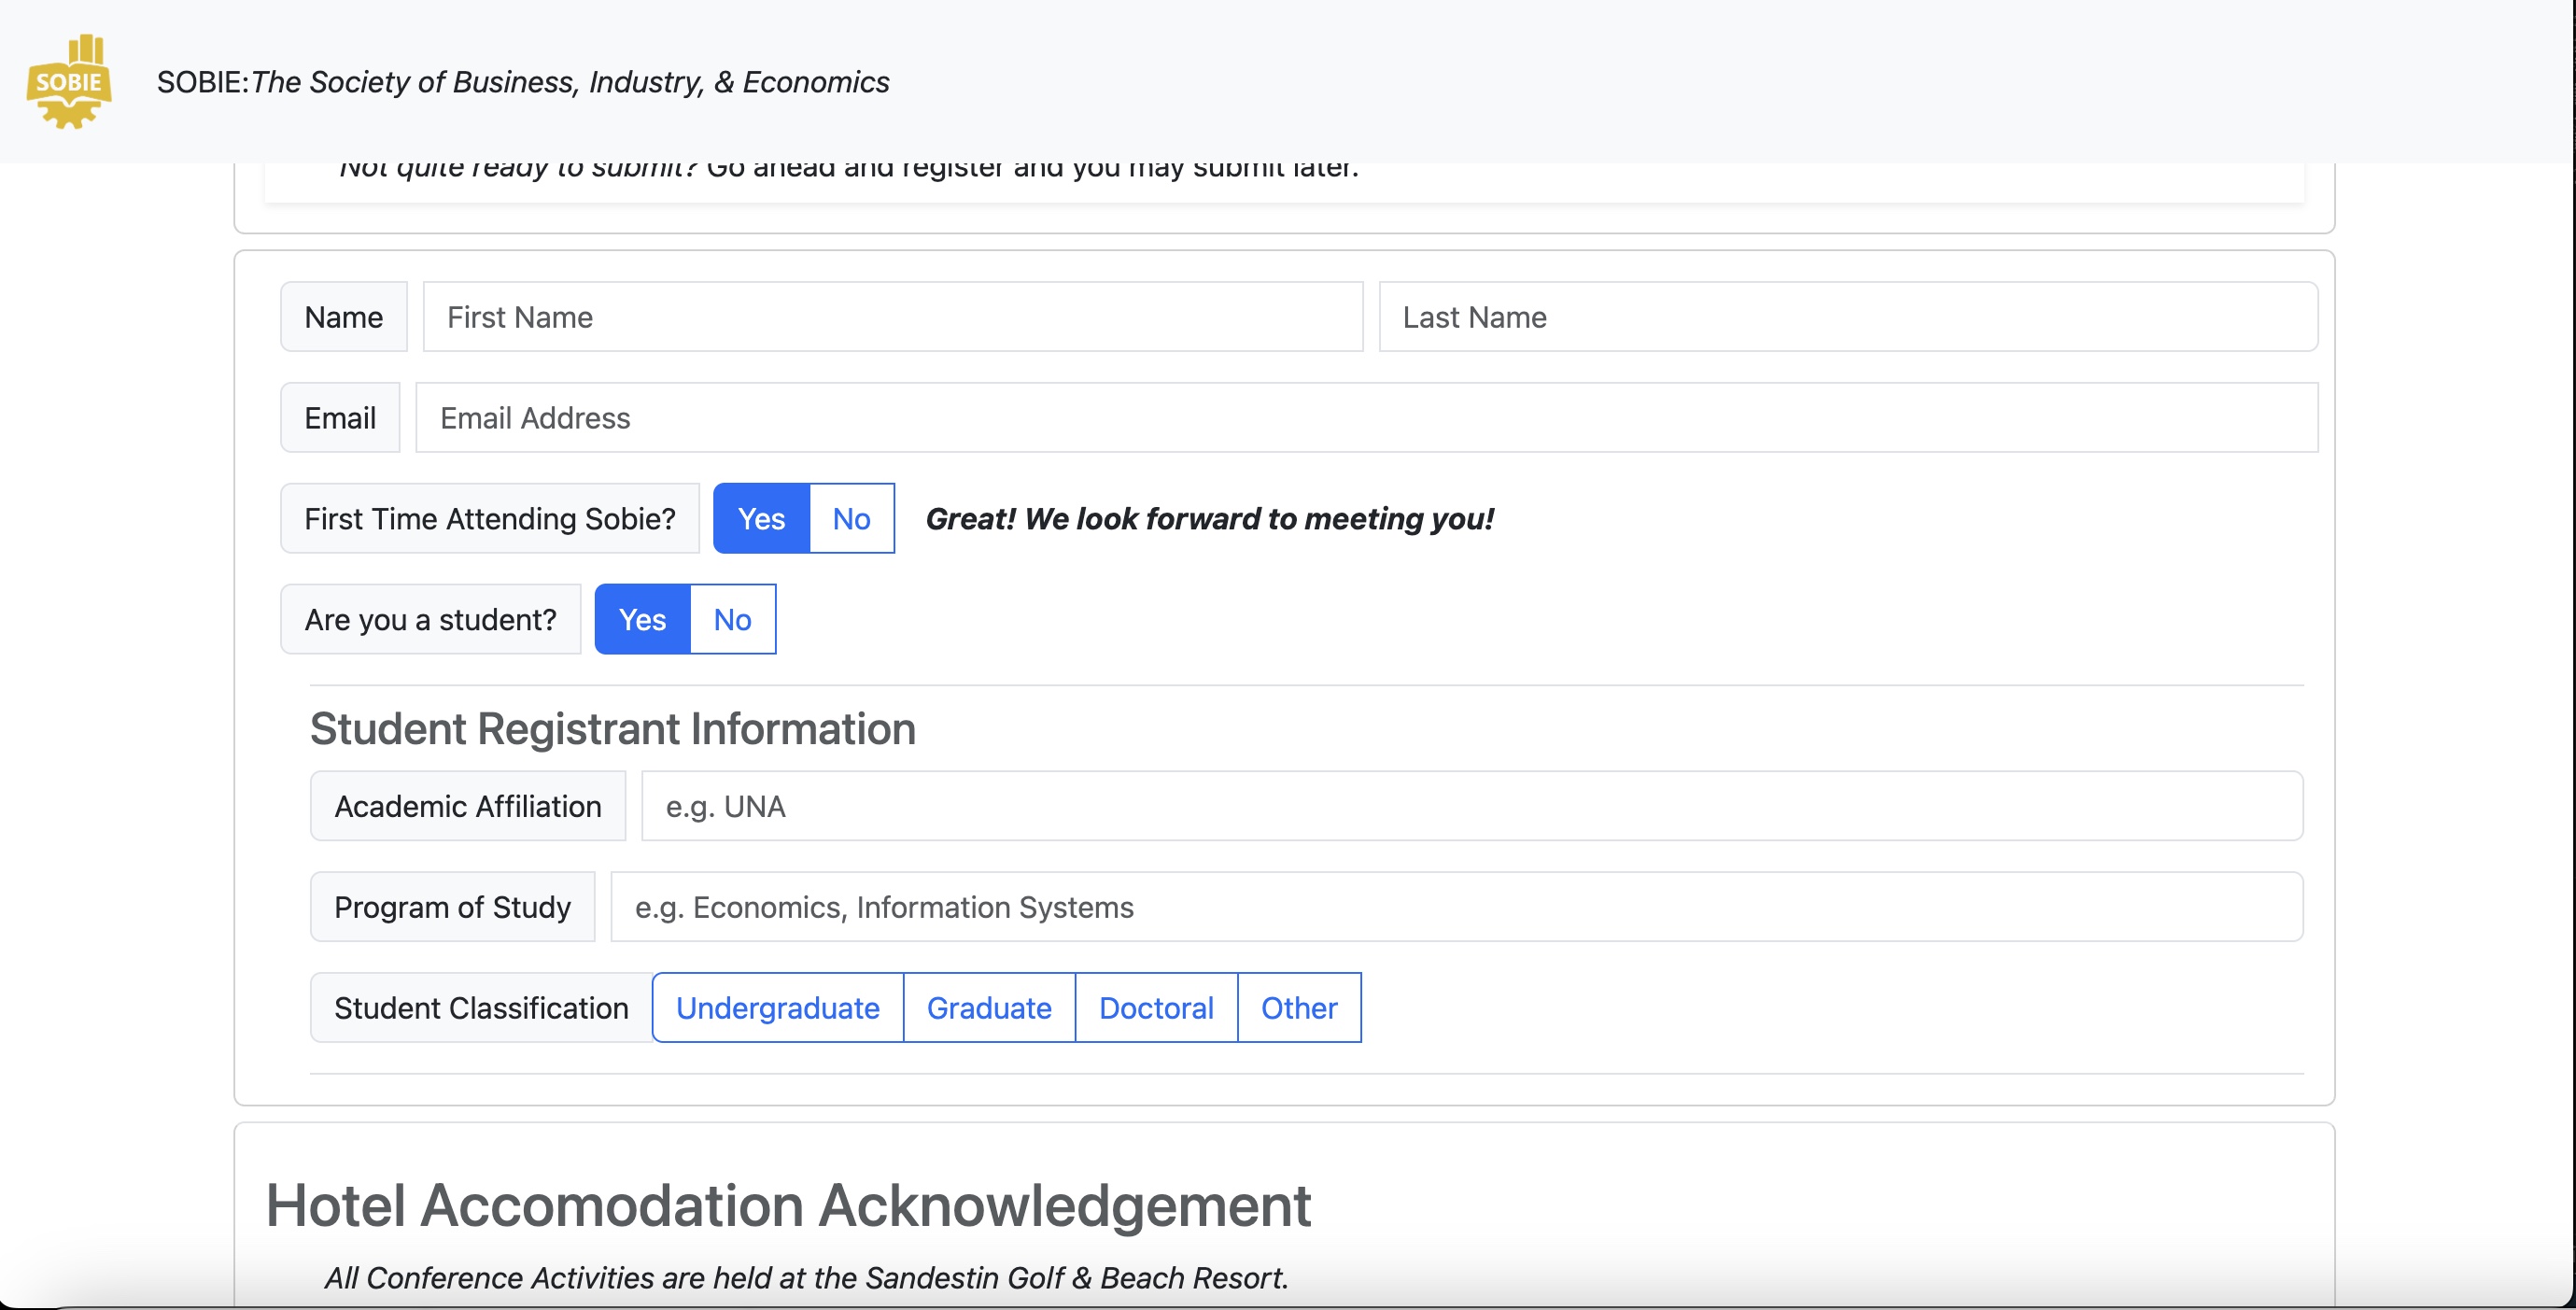 SOBIE
SOBIE:The Society of Business, Industry, & Economics
Not quite ready to submit? Go ahead and register and you may submit later.
Name First Name Last Name
Email Email Address
First Time Attending Sobie? Yes No Great! We look forward to meeting you!
Are you a student? Yes No
Student Registrant Information
Academic Affiliation e.g. UNA
Program of Study e.g. Economics, Information Systems
Student Classification Undergraduate Graduate Doctoral Other
Hotel Accomodation Acknowledgement
All Conference Activities are held at the Sandestin Golf & Beach Resort.